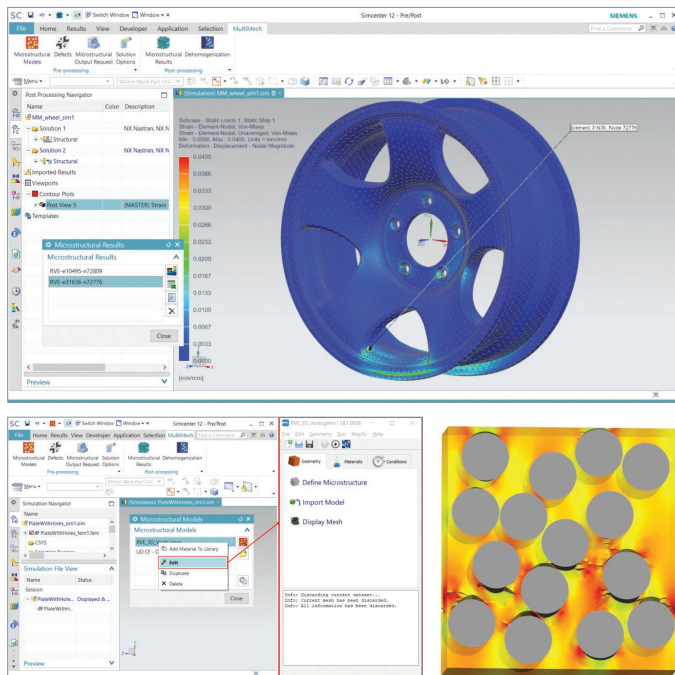 SC Switch Window Window Simcenter 12 - Pre/Post SIEMENS
File Home Results View Developer Application Selection MultiMech Find a Command
Microstructural Models
Defects
Microstructural Output Request
Solution Options
Microstructural Results
Dehomogenization
Pre-processing Post-processing
Menu Within Work Part Onl
Post Processing Navigator
Name Color Description
MM_wheel_sim1
Solution 1 NX Nastran, NX N
Structural
Solution 2 NX Nastran, NX N
Structural
Imported Results
Viewports
Contour Plots
Post View 5 (MASTER) Strain
Templates
Microstructural Results
Microstructural Results
RVE-e10495-n72809
RVE-e31636-n72776
Close
Preview
(Simulation) MM_wheel_sim1
Subcase - Static Loads 1, Static Step 1
Strain - Element-Nodal, Von-Mises
Strain - Element-Nodal, Unaveraged, Von-Mises
Min : 0.0000, Max : 0.0400, Units = mm/mm
Deformation : Displacement - Nodal Magnitude
0.0400
0.0366
0.0333
0.0300
0.0266
0.0233
0.0200
0.0167
0.0133
0.0100
0.0067
0.0033
0.0000
[mm/mm]
Element 31636, Node 72776
SC Switch Window Window Simcenter 12 - Pre/Post
File Home Results View Developer Application Selection MultiMech Find a Command
Microstructural Models
Defects
Microstructural Output Request
Solution Options
Microstructural Results
Dehomogenization
Pre-processing Post-processing
Menu Within Work Part Onl
Simulation Navigator
Name
PlateWithHoles_sim1.sim
PlateWithHoles_fem1.fem
CSYS
Simulation File View
Name Status
Session
PlateWithHole... Displayed &...
PlateWithH...
Preview
(Simulation) PlateWithHoles_sim1.sim
Microstructural Models
Microstructural Models
RVE_3D_Voids
Add Material To Library
Edit
Duplicate
Delete
Close
File Edit Geometry Run Results Help
Geometry Materials Conditions
Define Microstructure
Import Model
Display Mesh
Info: Discarding current dataset...
Info: Current mesh has been discarded.
Info: All information has been discarded.